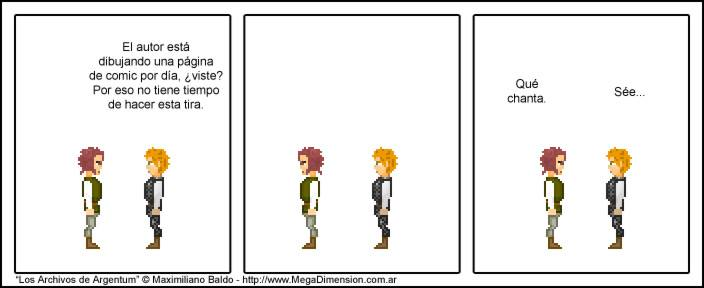 El autor está
dibujando una página
de comic por día, ¿viste?
Por eso no tiene tiempo
de hacer esta tira.
Qué
chanta.
Sée...
"Los Archivos de Argentum" © Maximiliano Baldo - http://www.MegaDimension.com.ar